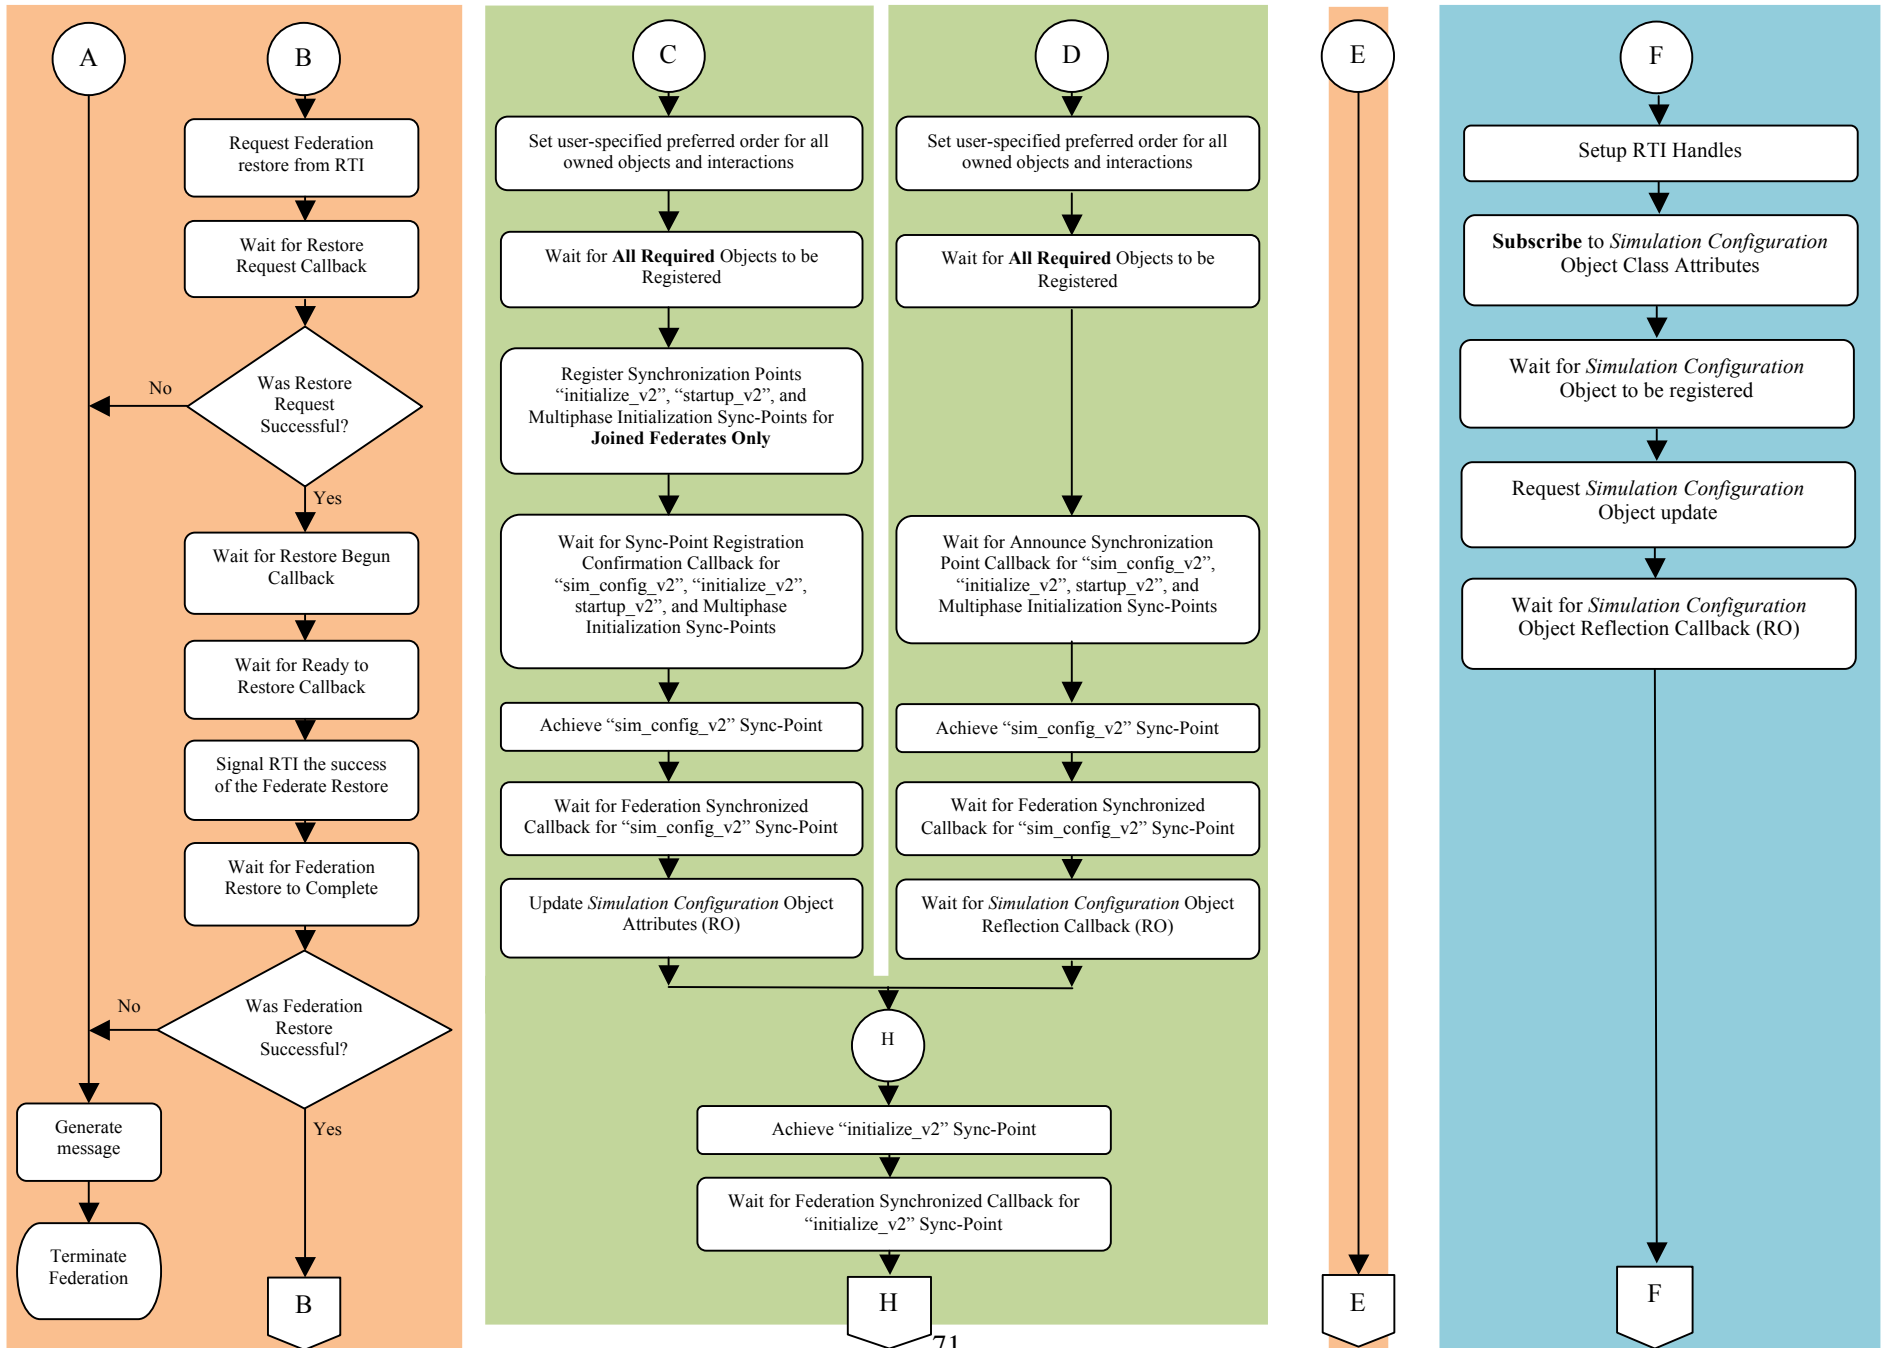 A
B
Request Federation
restore from RTI
Wait for Restore
Request Callback
Was Restore
Request
Successful?
No
Yes
Wait for Restore Begun
Callback
Wait for Ready to
Restore Callback
Signal RTI the success
of the Federate Restore
Wait for Federation
Restore to Complete
Was Federation
Restore
Successful?
No
Yes
Generate
message
Terminate
Federation
B
C
Set user-specified preferred order for all
owned objects and interactions
Wait for All Required Objects to be
Registered
Register Synchronization Points
“initialize_v2”, “startup_v2”, and
Multiphase Initialization Sync-Points for
Joined Federates Only
Wait for Sync-Point Registration
Confirmation Callback for
“sim_config_v2”, “initialize_v2”,
startup_v2”, and Multiphase
Initialization Sync-Points
Achieve “sim_config_v2” Sync-Point
Wait for Federation Synchronized
Callback for “sim_config_v2” Sync-Point
Update Simulation Configuration Object
Attributes (RO)
D
Set user-specified preferred order for all
owned objects and interactions
Wait for All Required Objects to be
Registered
Wait for Announce Synchronization
Point Callback for “sim_config_v2”,
“initialize_v2”, startup_v2”, and
Multiphase Initialization Sync-Points
Achieve “sim_config_v2” Sync-Point
Wait for Federation Synchronized
Callback for “sim_config_v2” Sync-Point
Wait for Simulation Configuration Object
Reflection Callback (RO)
H
Achieve “initialize_v2” Sync-Point
Wait for Federation Synchronized Callback for
“initialize_v2” Sync-Point
H
E
E
F
Setup RTI Handles
Subscribe to Simulation Configuration
Object Class Attributes
Wait for Simulation Configuration
Object to be registered
Request Simulation Configuration
Object update
Wait for Simulation Configuration
Object Reflection Callback (RO)
F
71